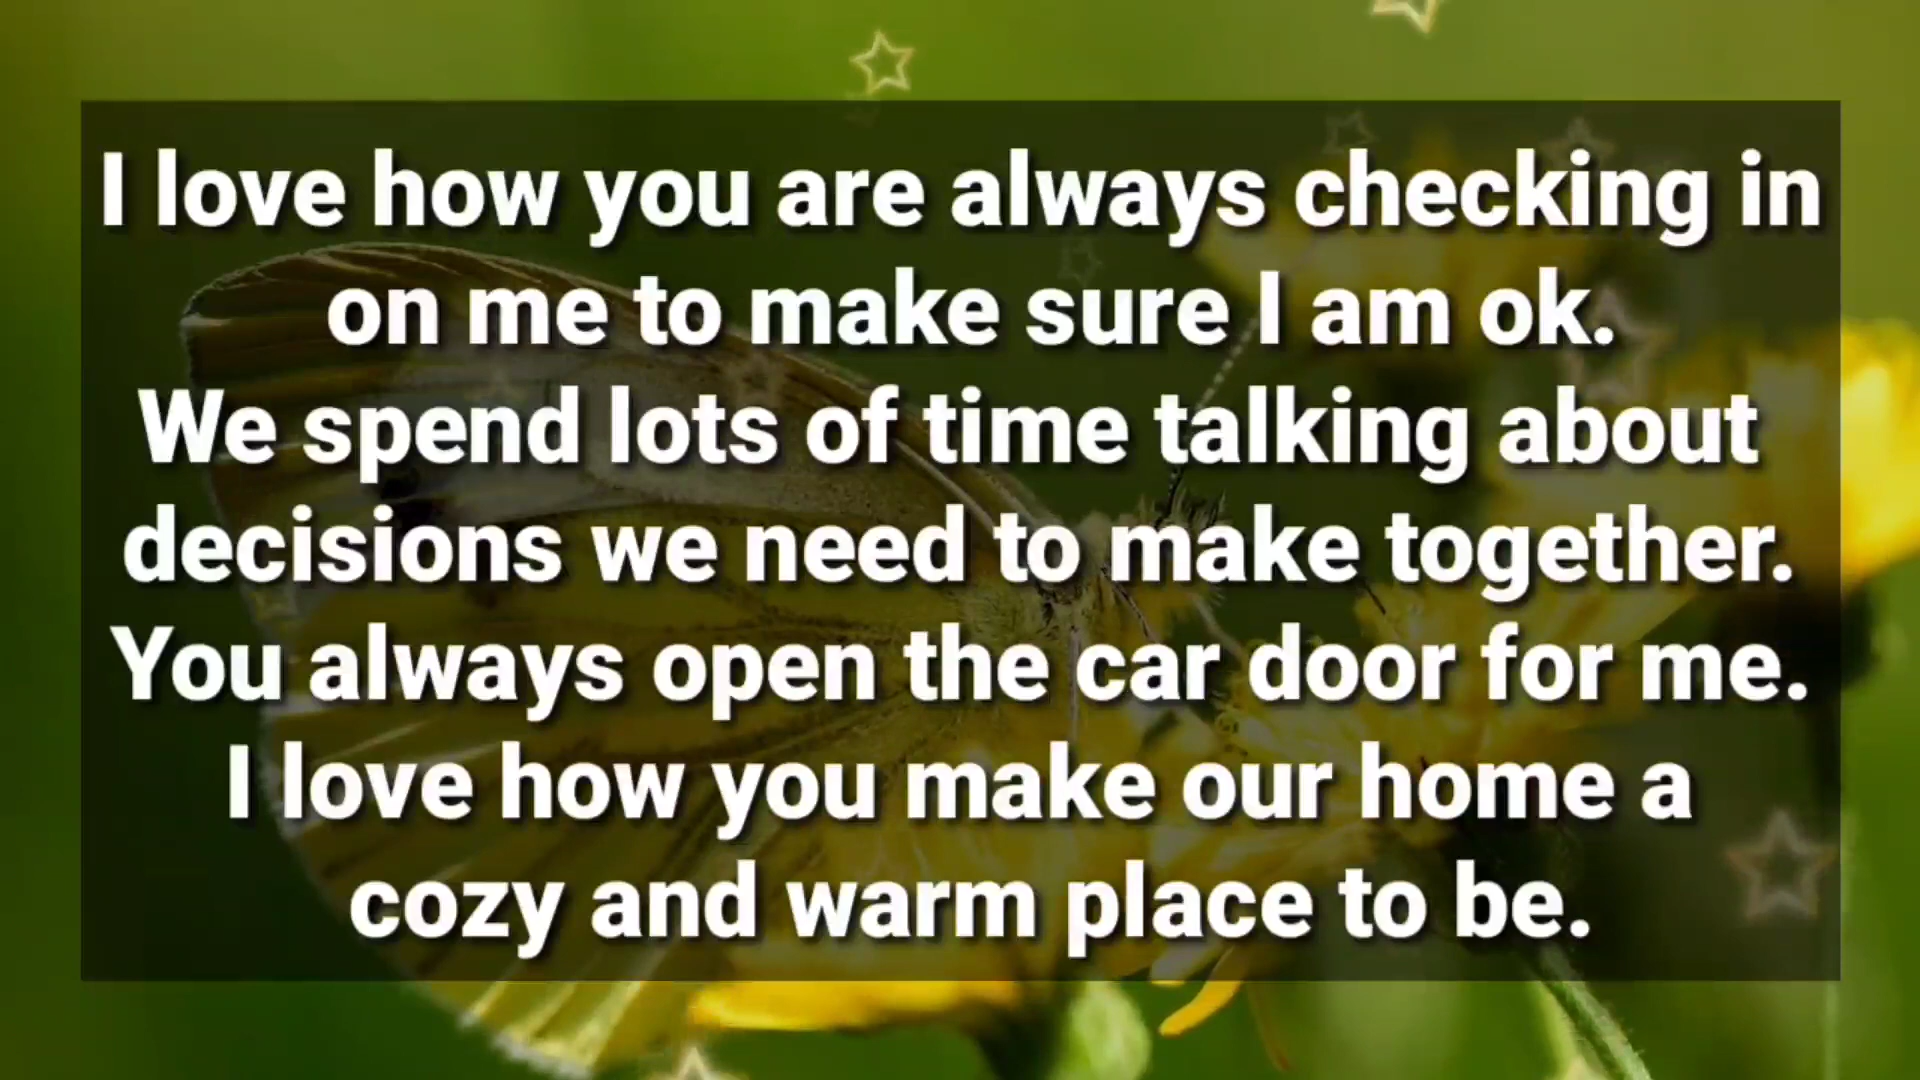 I love how you are always checking in
on me to make sure I am ok.
We spend lots of time talking about
decisions we need to make together.
You always open the car door for me.
I love how you make our home a
cozy and warm place to be.